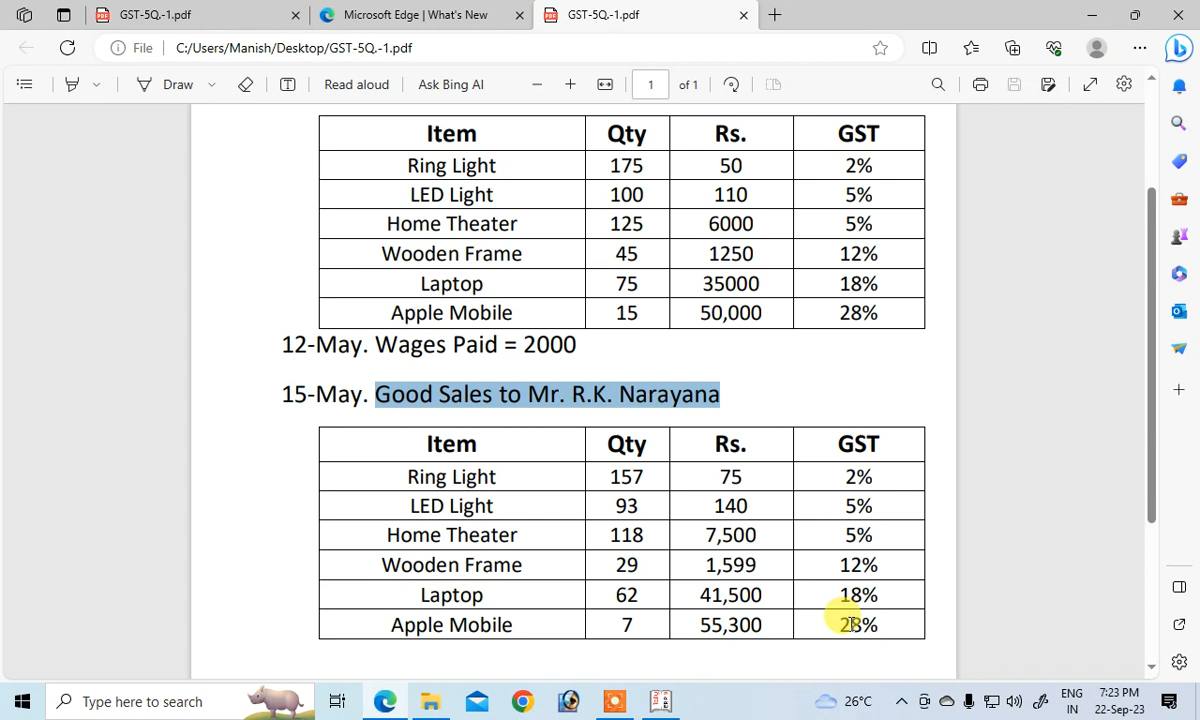 GST-5Q.-1.pdf
Microsoft Edge | What's New
GST-5Q.-1.pdf
File C:/Users/Manish/Desktop/GST-5Q.-1.pdf
Draw Read aloud Ask Bing AI 1 of 1
Item Qty Rs. GST
Ring Light 175 50 2%
LED Light 100 110 5%
Home Theater 125 6000 5%
Wooden Frame 45 1250 12%
Laptop 75 35000 18%
Apple Mobile 15 50,000 28%
12-May. Wages Paid = 2000
15-May. Good Sales to Mr. R.K. Narayana
Item Qty Rs. GST
Ring Light 157 75 2%
LED Light 93 140 5%
Home Theater 118 7,500 5%
Wooden Frame 29 1,599 12%
Laptop 62 41,500 18%
Apple Mobile 7 55,300 28%
Type here to search
26°C
ENG
IN
7:23 PM
22-Sep-23